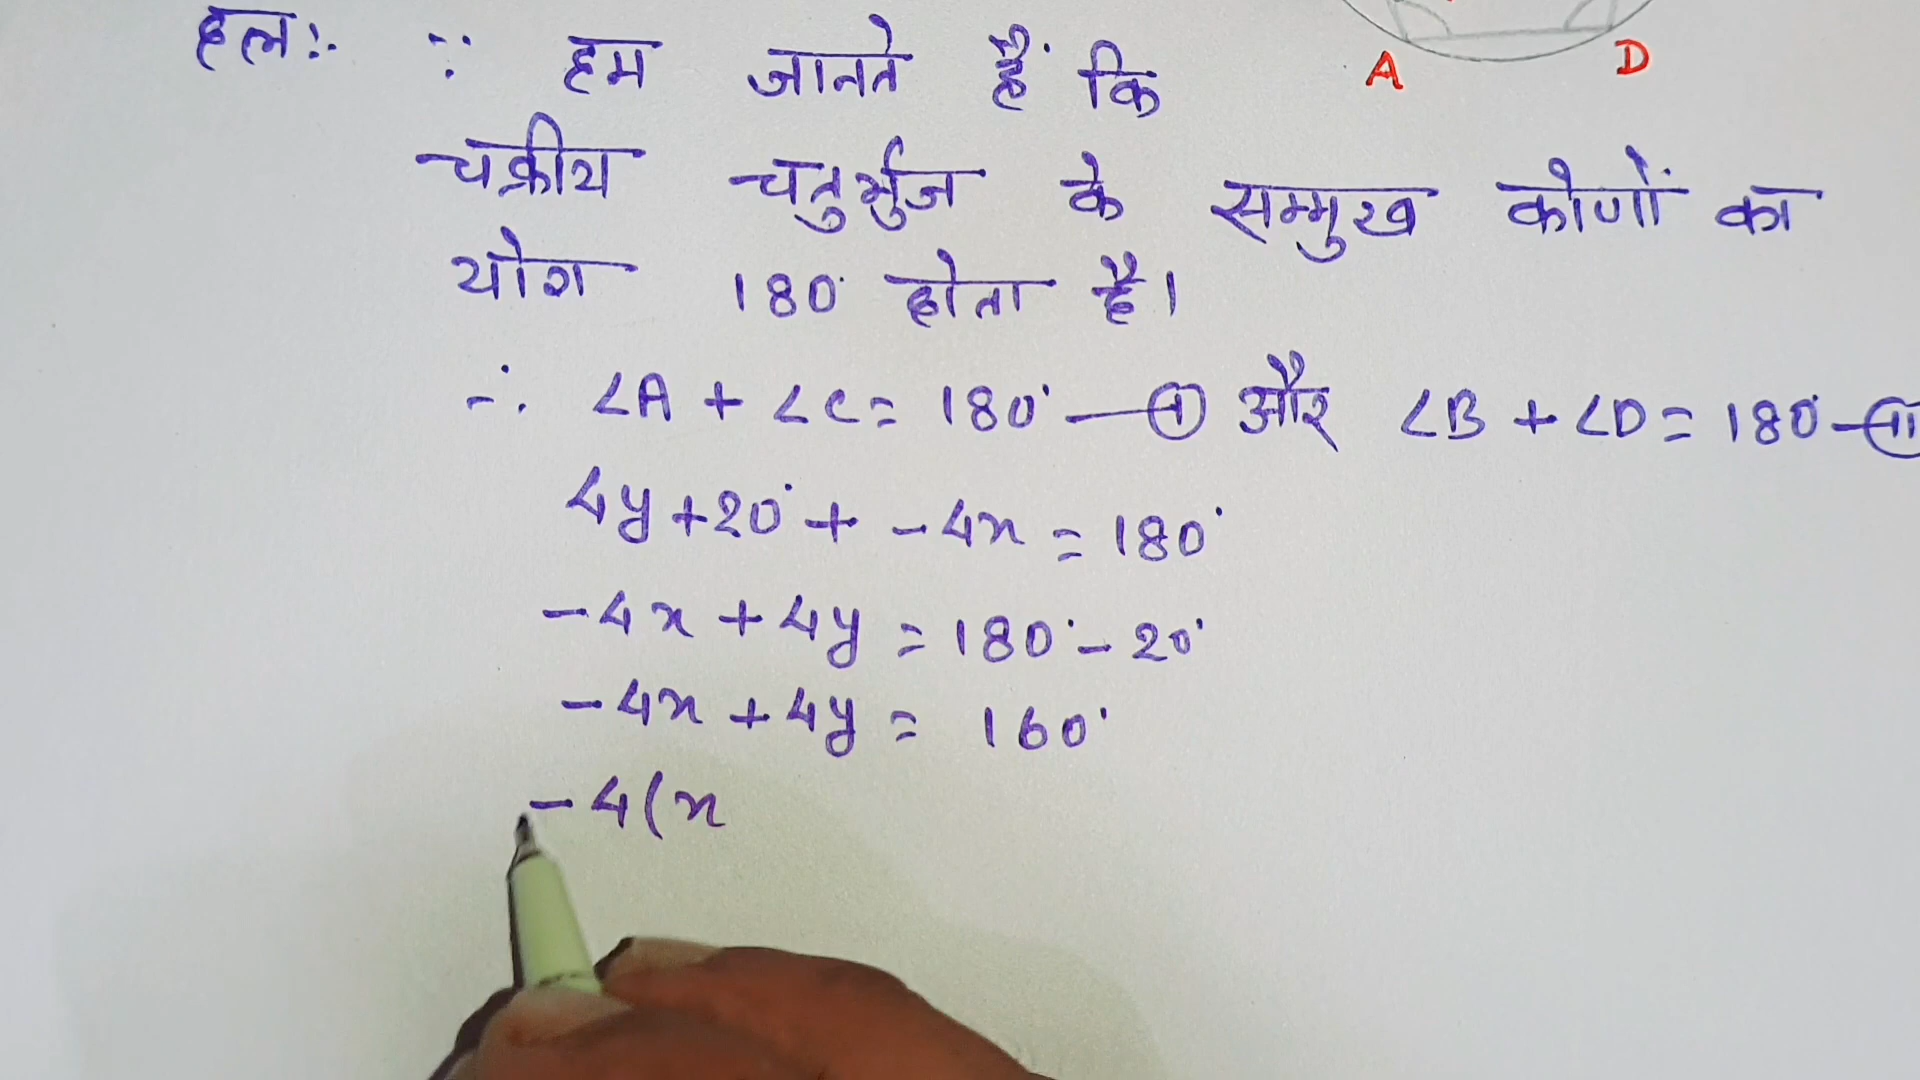 हलः- ∵ हम जानते हैं कि
A D
चक्रीय चतुर्भुज के सम्मुख कोणों का
योग 180° होता है।
∴ ∠A + ∠C = 180° —(I) और ∠B + ∠D = 180° —(II)
4y + 20° + -4x = 180°
-4x + 4y = 180° - 20°
-4x + 4y = 160°
-4(x